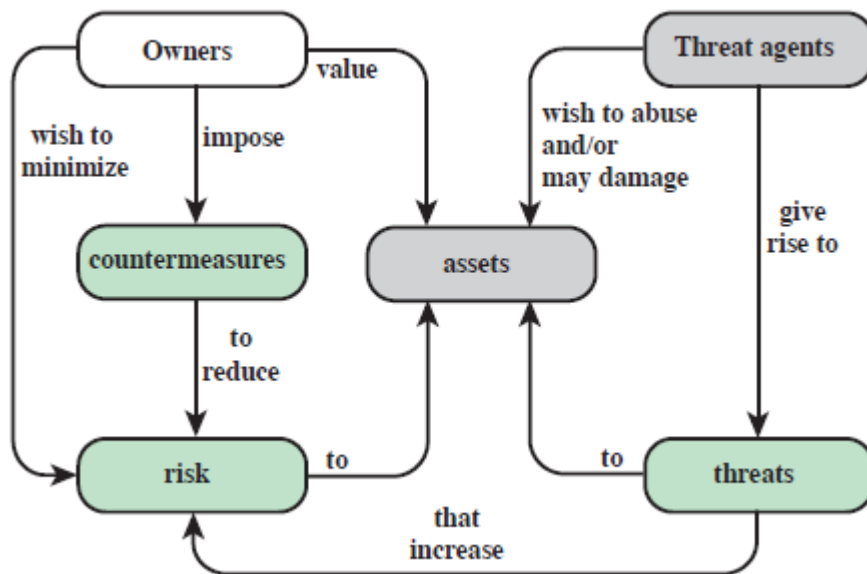 Owners
value
Threat agents
wish to
minimize
impose
wish to abuse
and/or
may damage
give
rise to
countermeasures
assets
to
reduce
risk
to
to
threats
that
increase